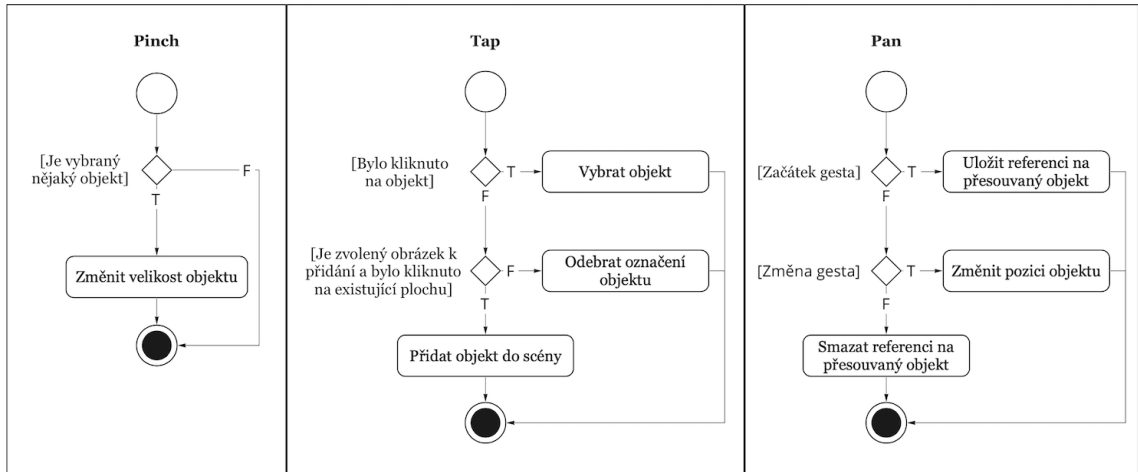 Pinch
[Je vybraný
nějaký objekt]
F
T
Změnit velikost objektu
Tap
[Bylo kliknuto
na objekt]
T
Vybrat objekt
F
[Je zvolený obrázek k
přidání a bylo kliknuto
na existující plochu]
F
Odebrat označení
objektu
T
Přidat objekt do scény
Pan
[Začátek gesta]
T
Uložit referenci na
přesouvaný objekt
F
[Změna gesta]
T
Změnit pozici objektu
F
Smazat referenci na
přesouvaný objekt